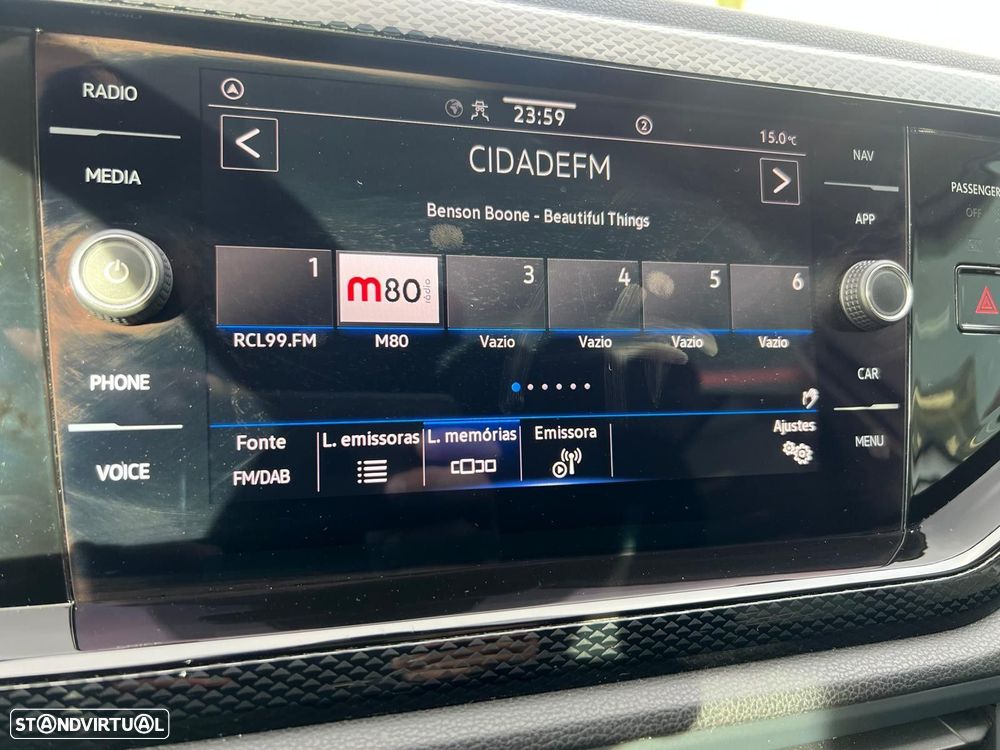 RADIO
MEDIA
PHONE
VOICE
23:59
2
15.0°C
CIDADEFM
Benson Boone - Beautiful Things
1
m80 rádio
3
4
5
6
RCL99.FM
M80
Vazio
Vazio
Vazio
Vazio
Ajustes
Fonte
FM/DAB
L. emissoras
L. memórias
Emissora
NAV
APP
CAR
MENU
PASSENGER
OFF
STANDVIRTUAL